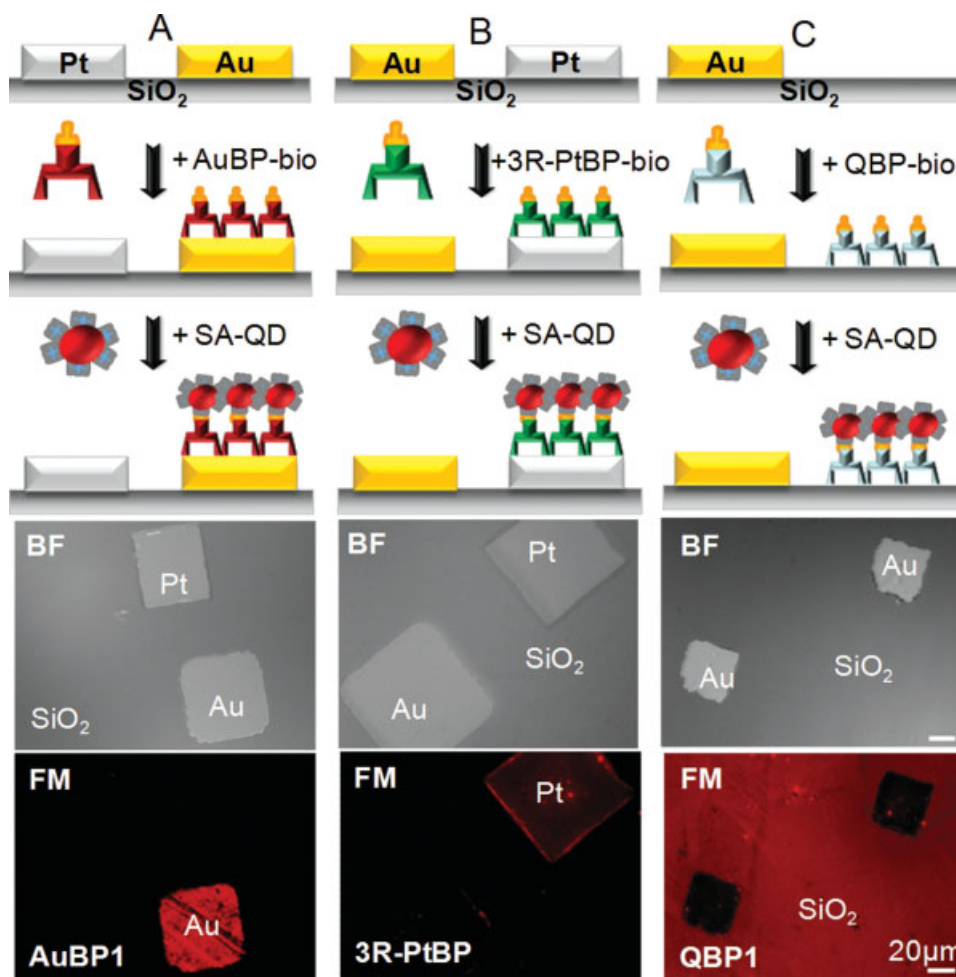 A
Pt
Au
SiO₂
+ AuBP-bio
+ SA-QD
BF
Pt
Au
SiO₂
FM
Au
AuBP1
B
Au
Pt
SiO₂
+3R-PtBP-bio
+ SA-QD
BF
Pt
SiO₂
Au
FM
Pt
3R-PtBP
C
Au
SiO₂
+ QBP-bio
+ SA-QD
BF
Au
Au
SiO₂
FM
SiO₂
QBP1
20µm